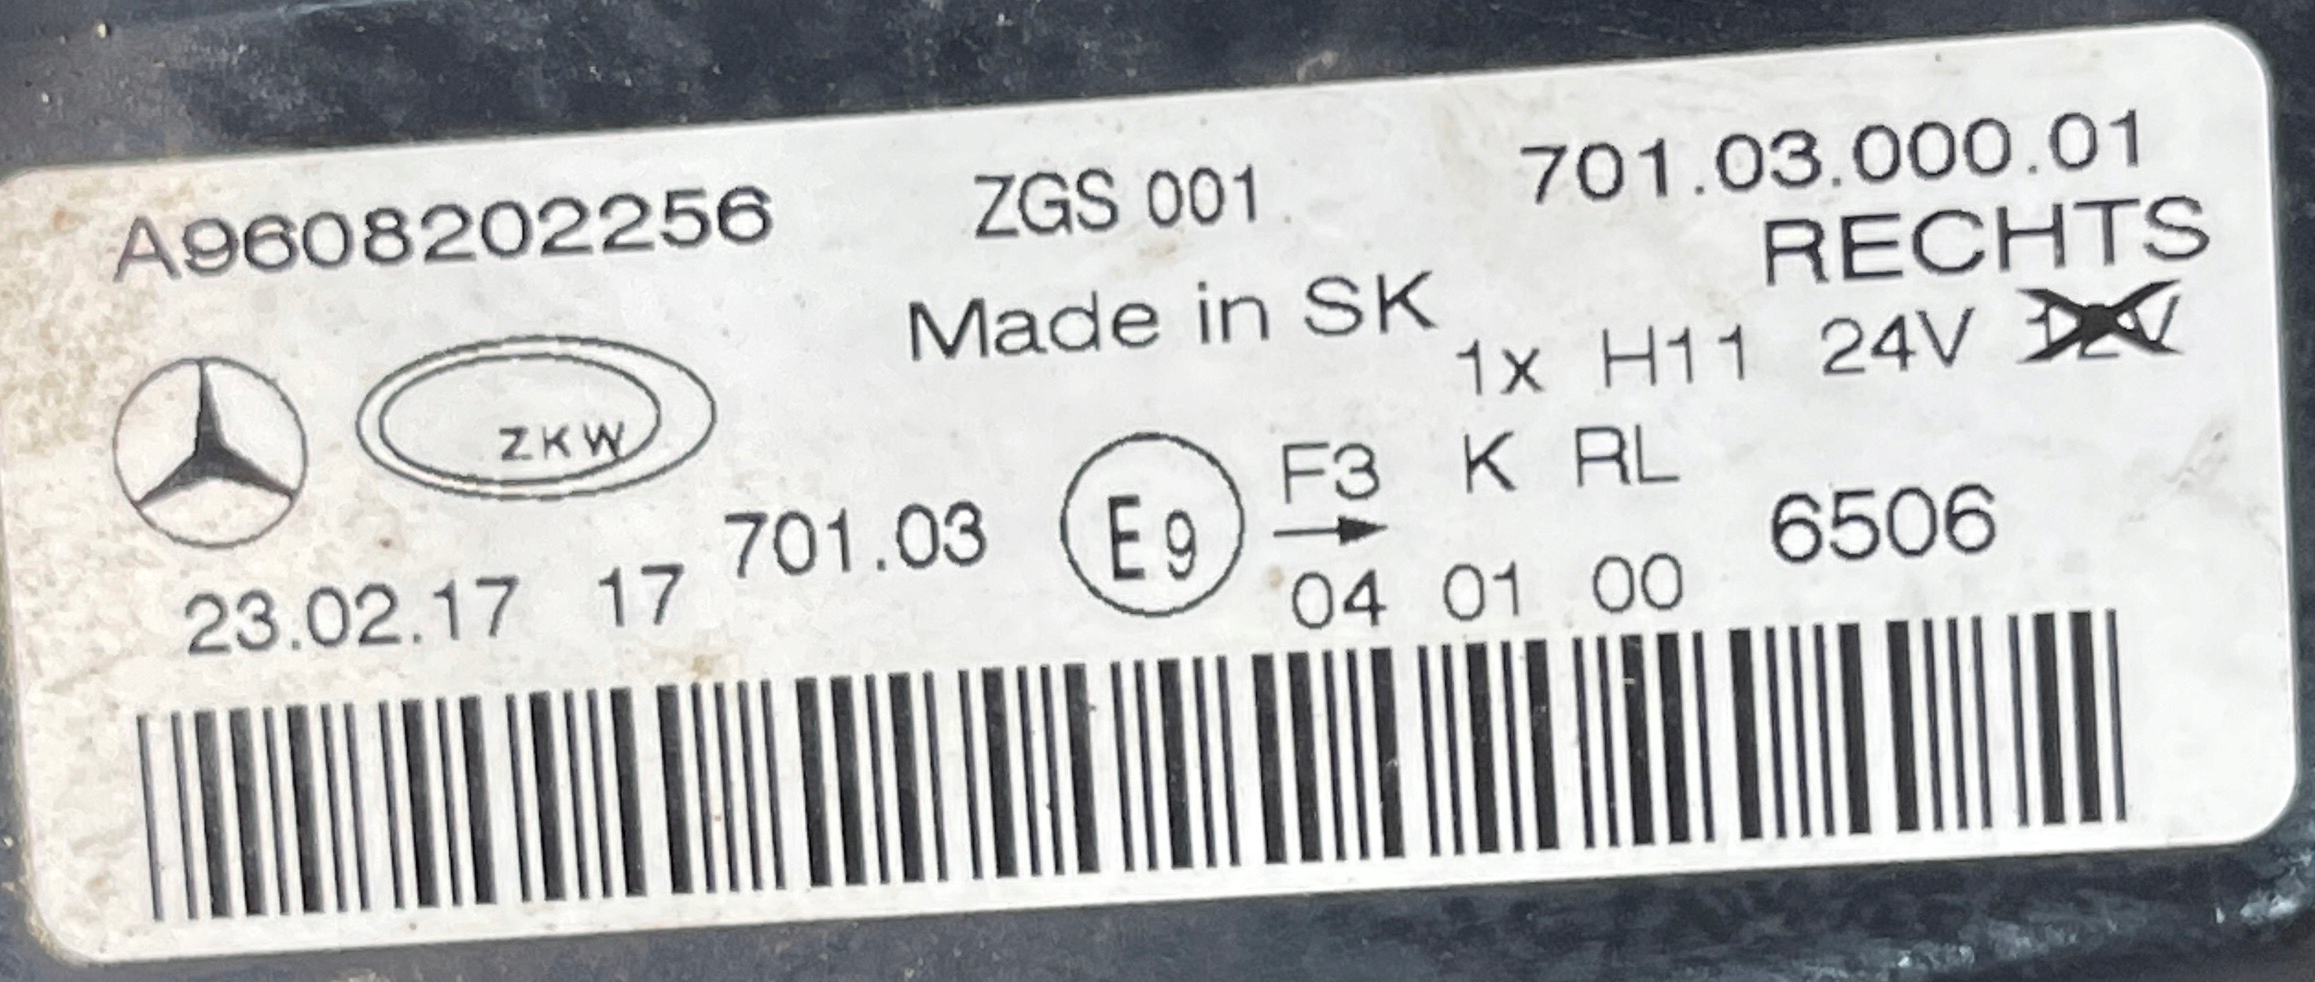 A9608202256 ZGS 001 701.03.000.01
RECHTS
Made in SK
1x H11 24V 12V
ZKW
F3 K RL
E9
701.03
6506
23.02.17 17
04 01 00